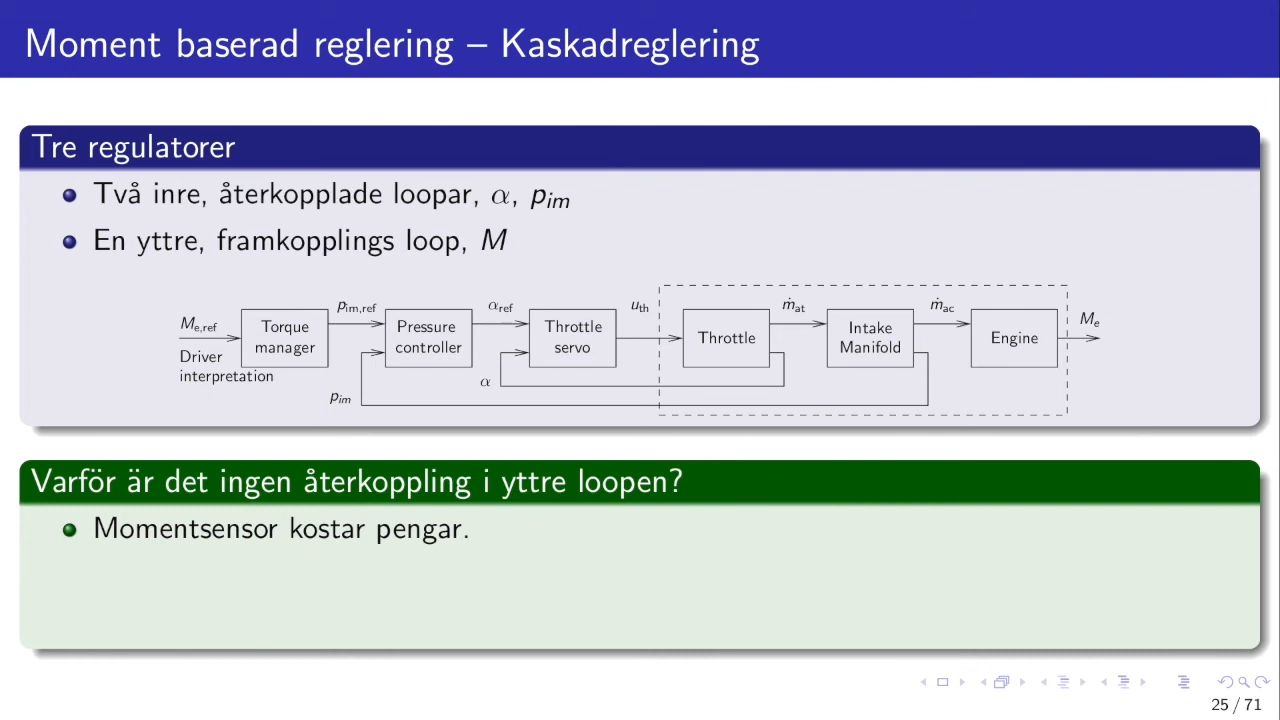 Moment baserad reglering – Kaskadreglering
Tre regulatorer
Två inre, återkopplade loopar, α, p_im
En yttre, framkopplings loop, M
M_e,ref
Driver
interpretation
Torque
manager
p_im,ref
Pressure
controller
α_ref
Throttle
servo
u_th
Throttle
ṁ_at
Intake
Manifold
ṁ_ac
Engine
M_e
α
p_im
Varför är det ingen återkoppling i yttre loopen?
Momentsensor kostar pengar.
25 / 71